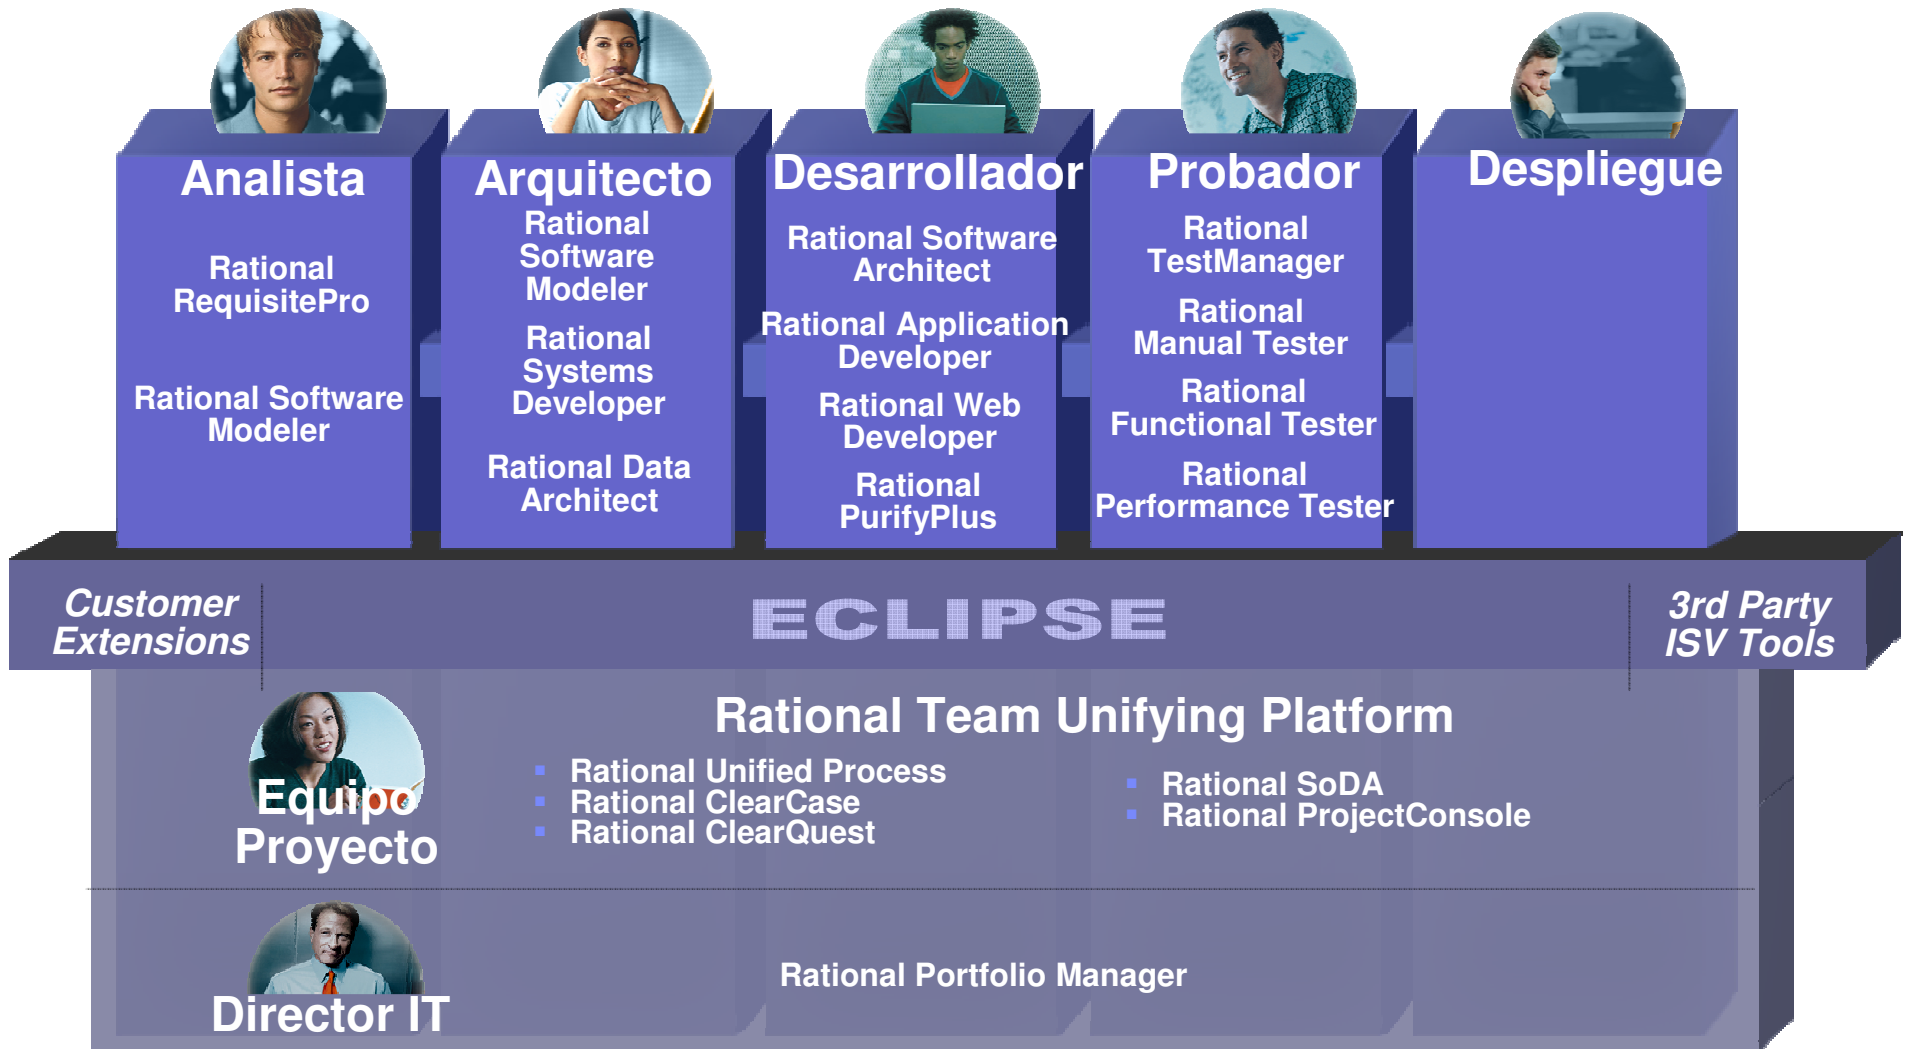 Analista
Rational
RequisitePro
Rational Software
Modeler
Arquitecto
Rational
Software
Modeler
Rational
Systems
Developer
Rational Data
Architect
Desarrollador
Rational Software
Architect
Rational Application
Developer
Rational Web
Developer
Rational
PurifyPlus
Probador
Rational
TestManager
Rational
Manual Tester
Rational
Functional Tester
Rational
Performance Tester
Despliegue
Customer
Extensions
ECLIPSE
3rd Party
ISV Tools
Equipo
Proyecto
Rational Team Unifying Platform
▪ Rational Unified Process
▪ Rational ClearCase
▪ Rational ClearQuest
▪ Rational SoDA
▪ Rational ProjectConsole
Director IT
Rational Portfolio Manager